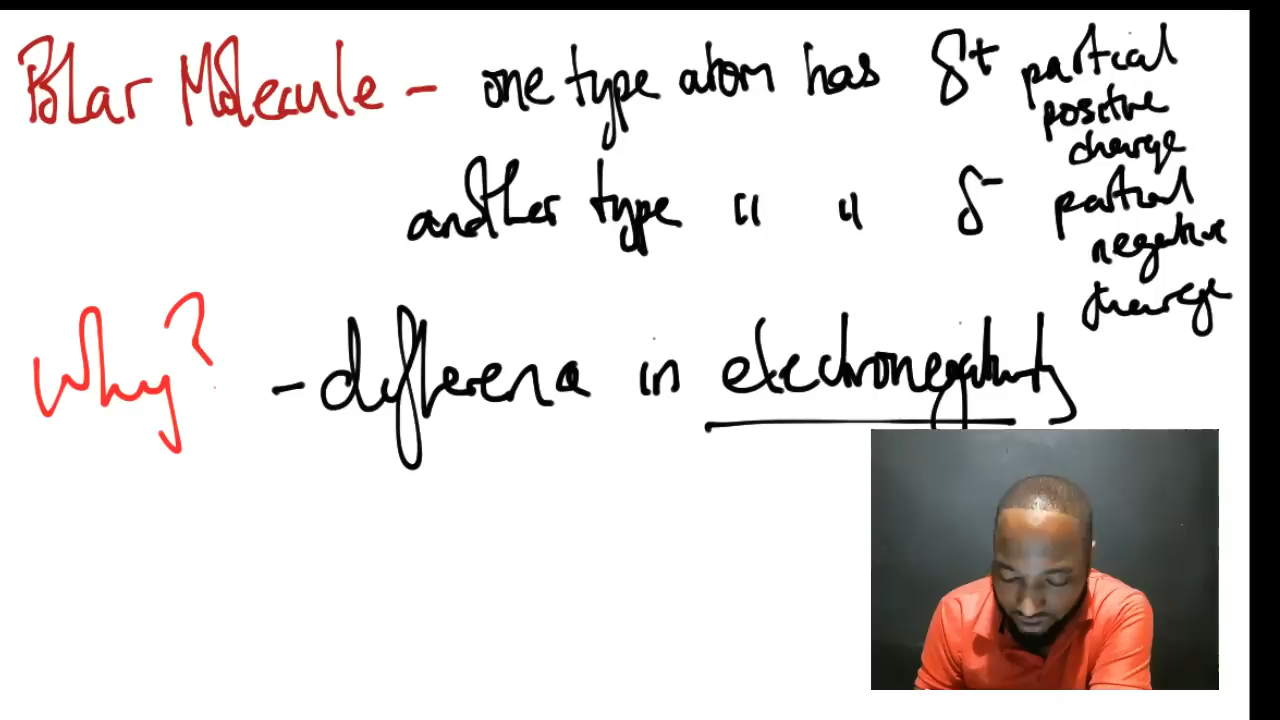 Polar Molecule - one type atom has δ+ partial
positive
charge
another type " " δ- partial
negative
charge
Why? - difference in electronegativity